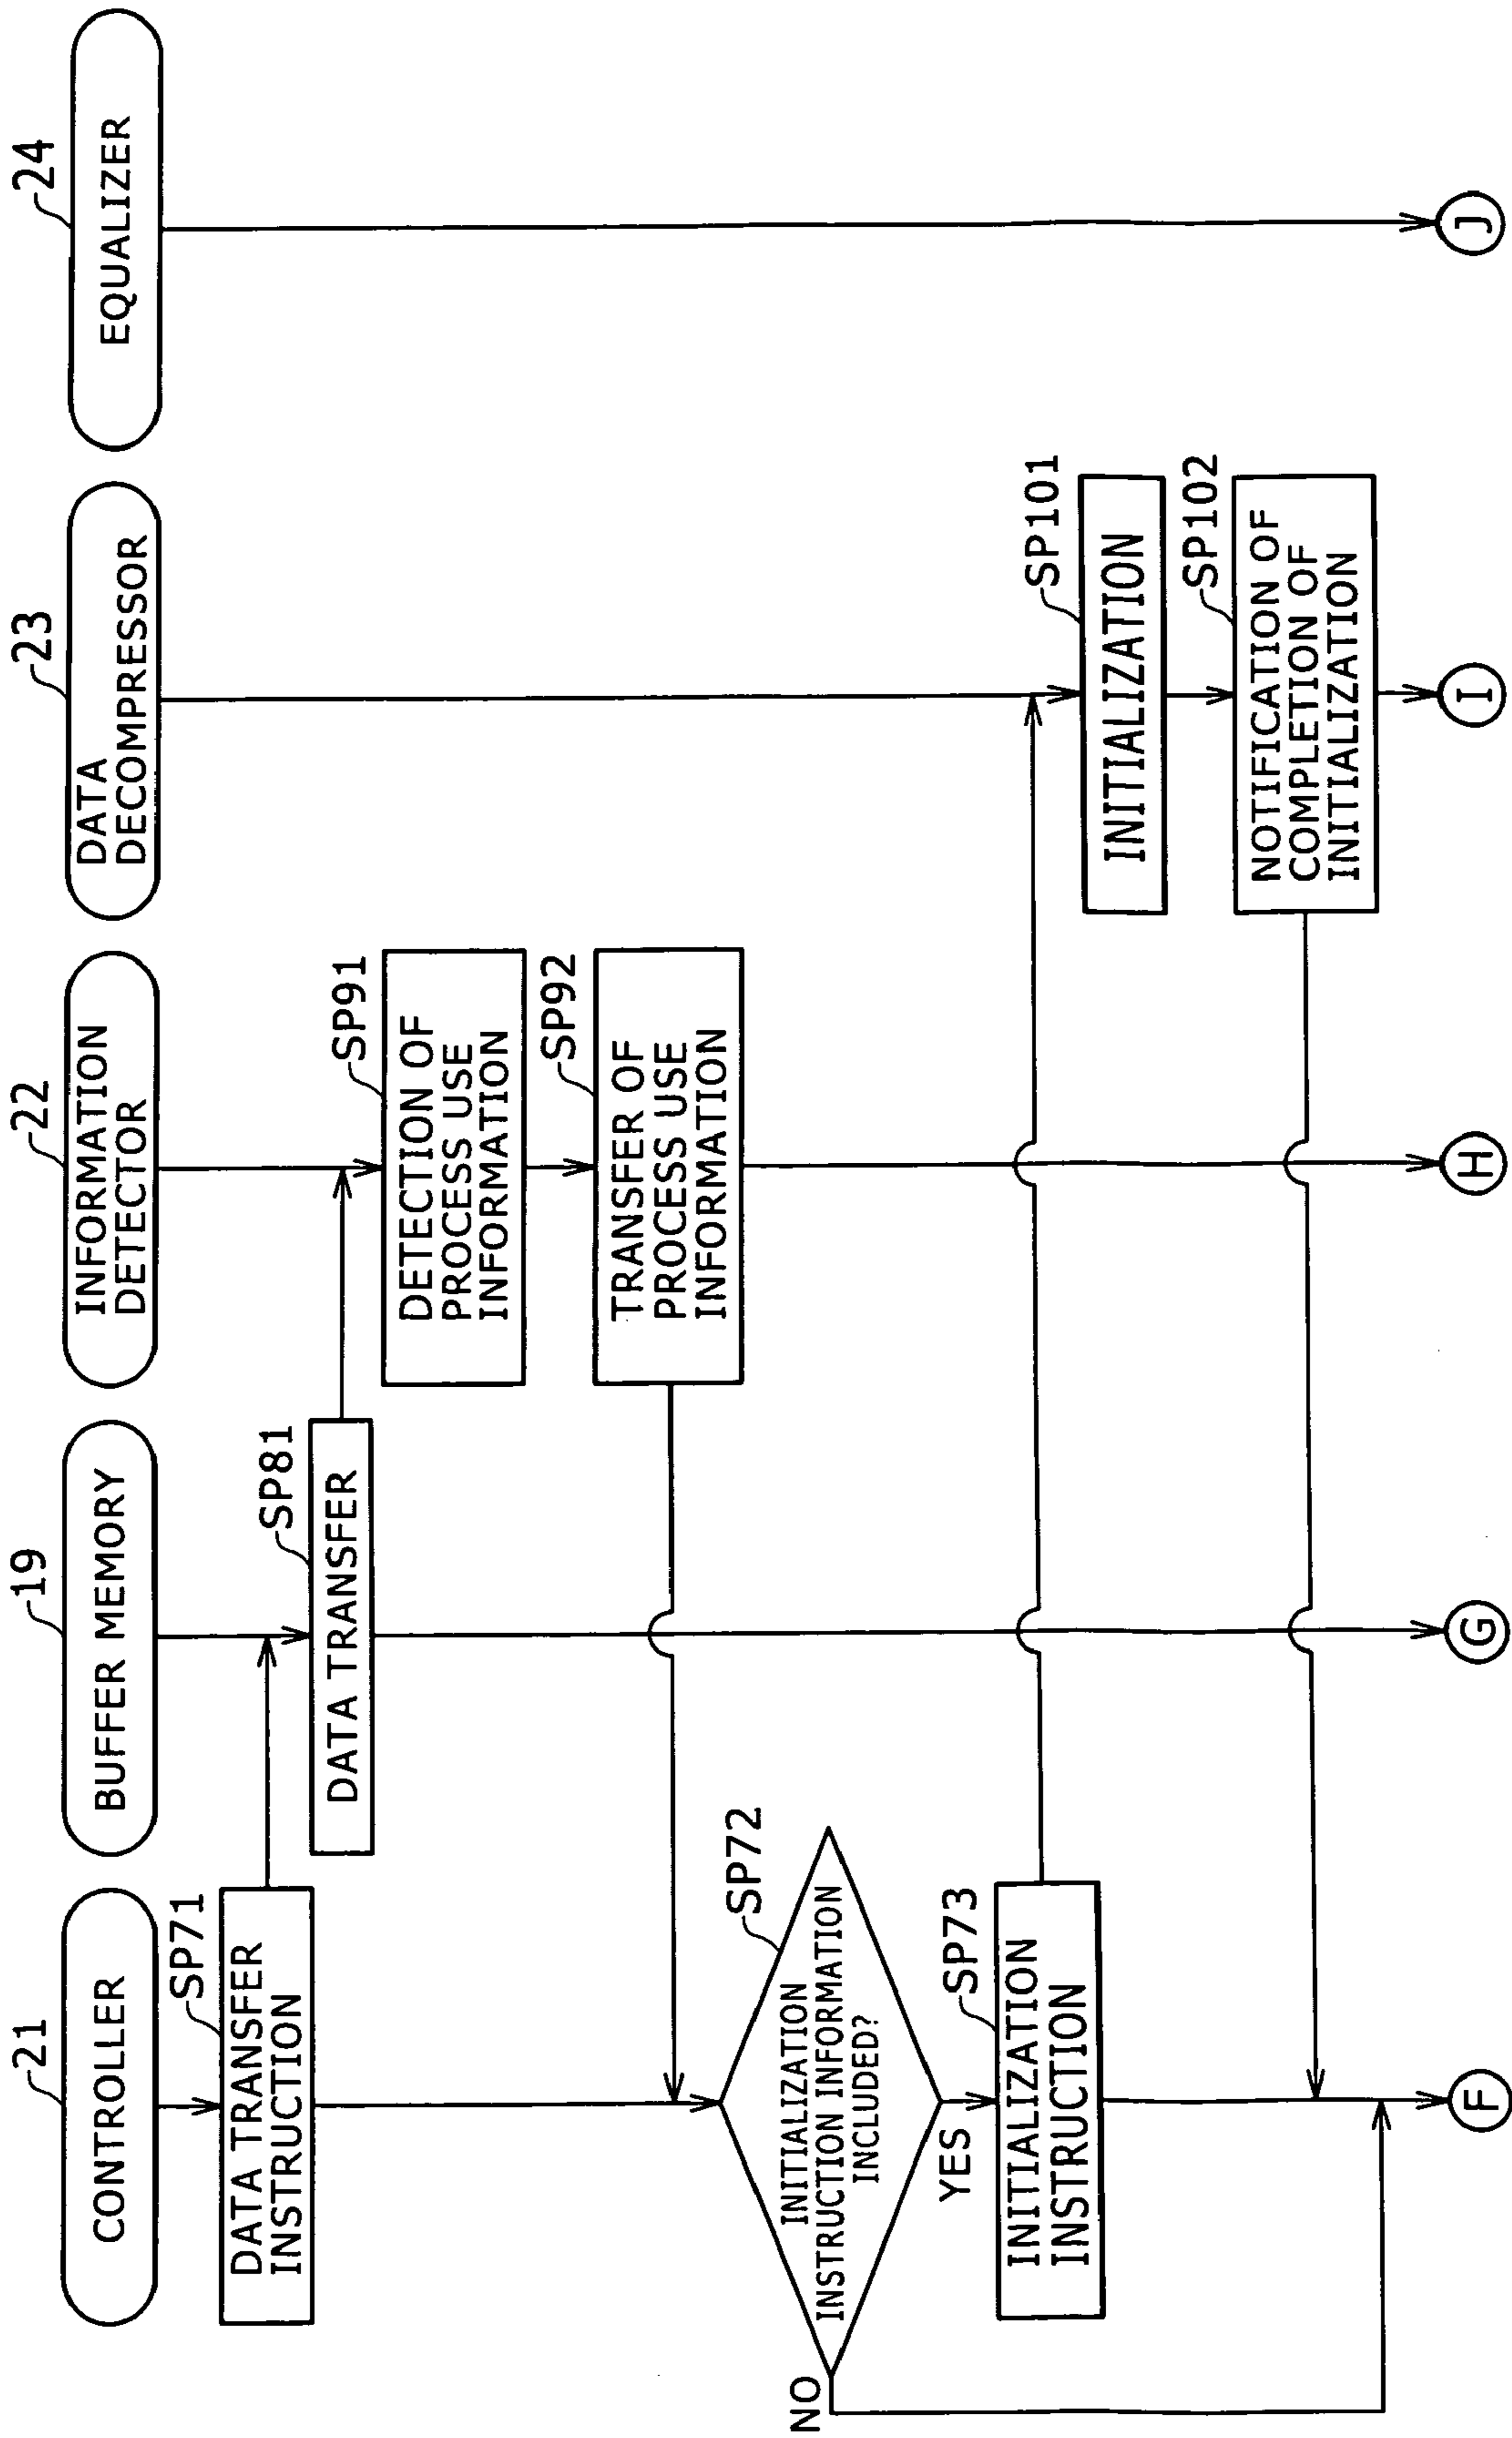 21
CONTROLLER
19
BUFFER MEMORY
22
INFORMATION
DETECTOR
23
DATA
DECOMPRESSOR
24
EQUALIZER
SP71
DATA TRANSFER
INSTRUCTION
SP81
DATA TRANSFER
SP91
DETECTION OF
PROCESS USE
INFORMATION
SP92
TRANSFER OF
PROCESS USE
INFORMATION
SP72
INITIALIZATION
INSTRUCTION INFORMATION
INCLUDED?
NO
YES
SP73
INITIALIZATION
INSTRUCTION
SP101
INITIALIZATION
SP102
NOTIFICATION OF
COMPLETION OF
INITIALIZATION
F
G
H
I
J